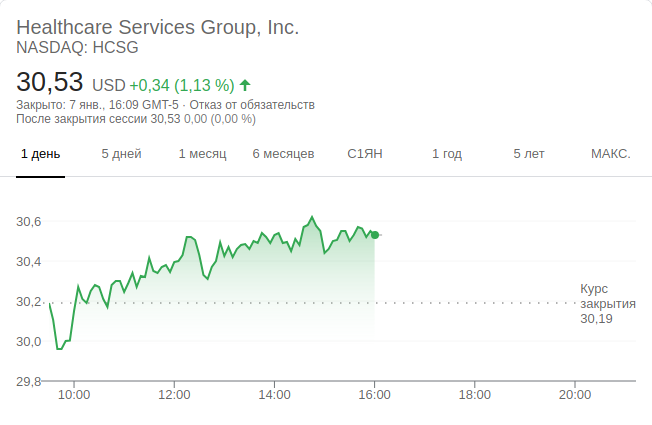 Healthcare Services Group, Inc.
NASDAQ: HCSG
30,53 USD +0,34 (1,13 %)
Закрыто: 7 янв., 16:09 GMT-5 · Отказ от обязательств
После закрытия сессии 30,53 0,00 (0,00 %)
1 день 5 дней 1 месяц 6 месяцев С1ЯН 1 год 5 лет МАКС.
30,6
30,4
30,2
30,0
29,8
Курс
закрытия
30,19
10:00 12:00 14:00 16:00 18:00 20:00